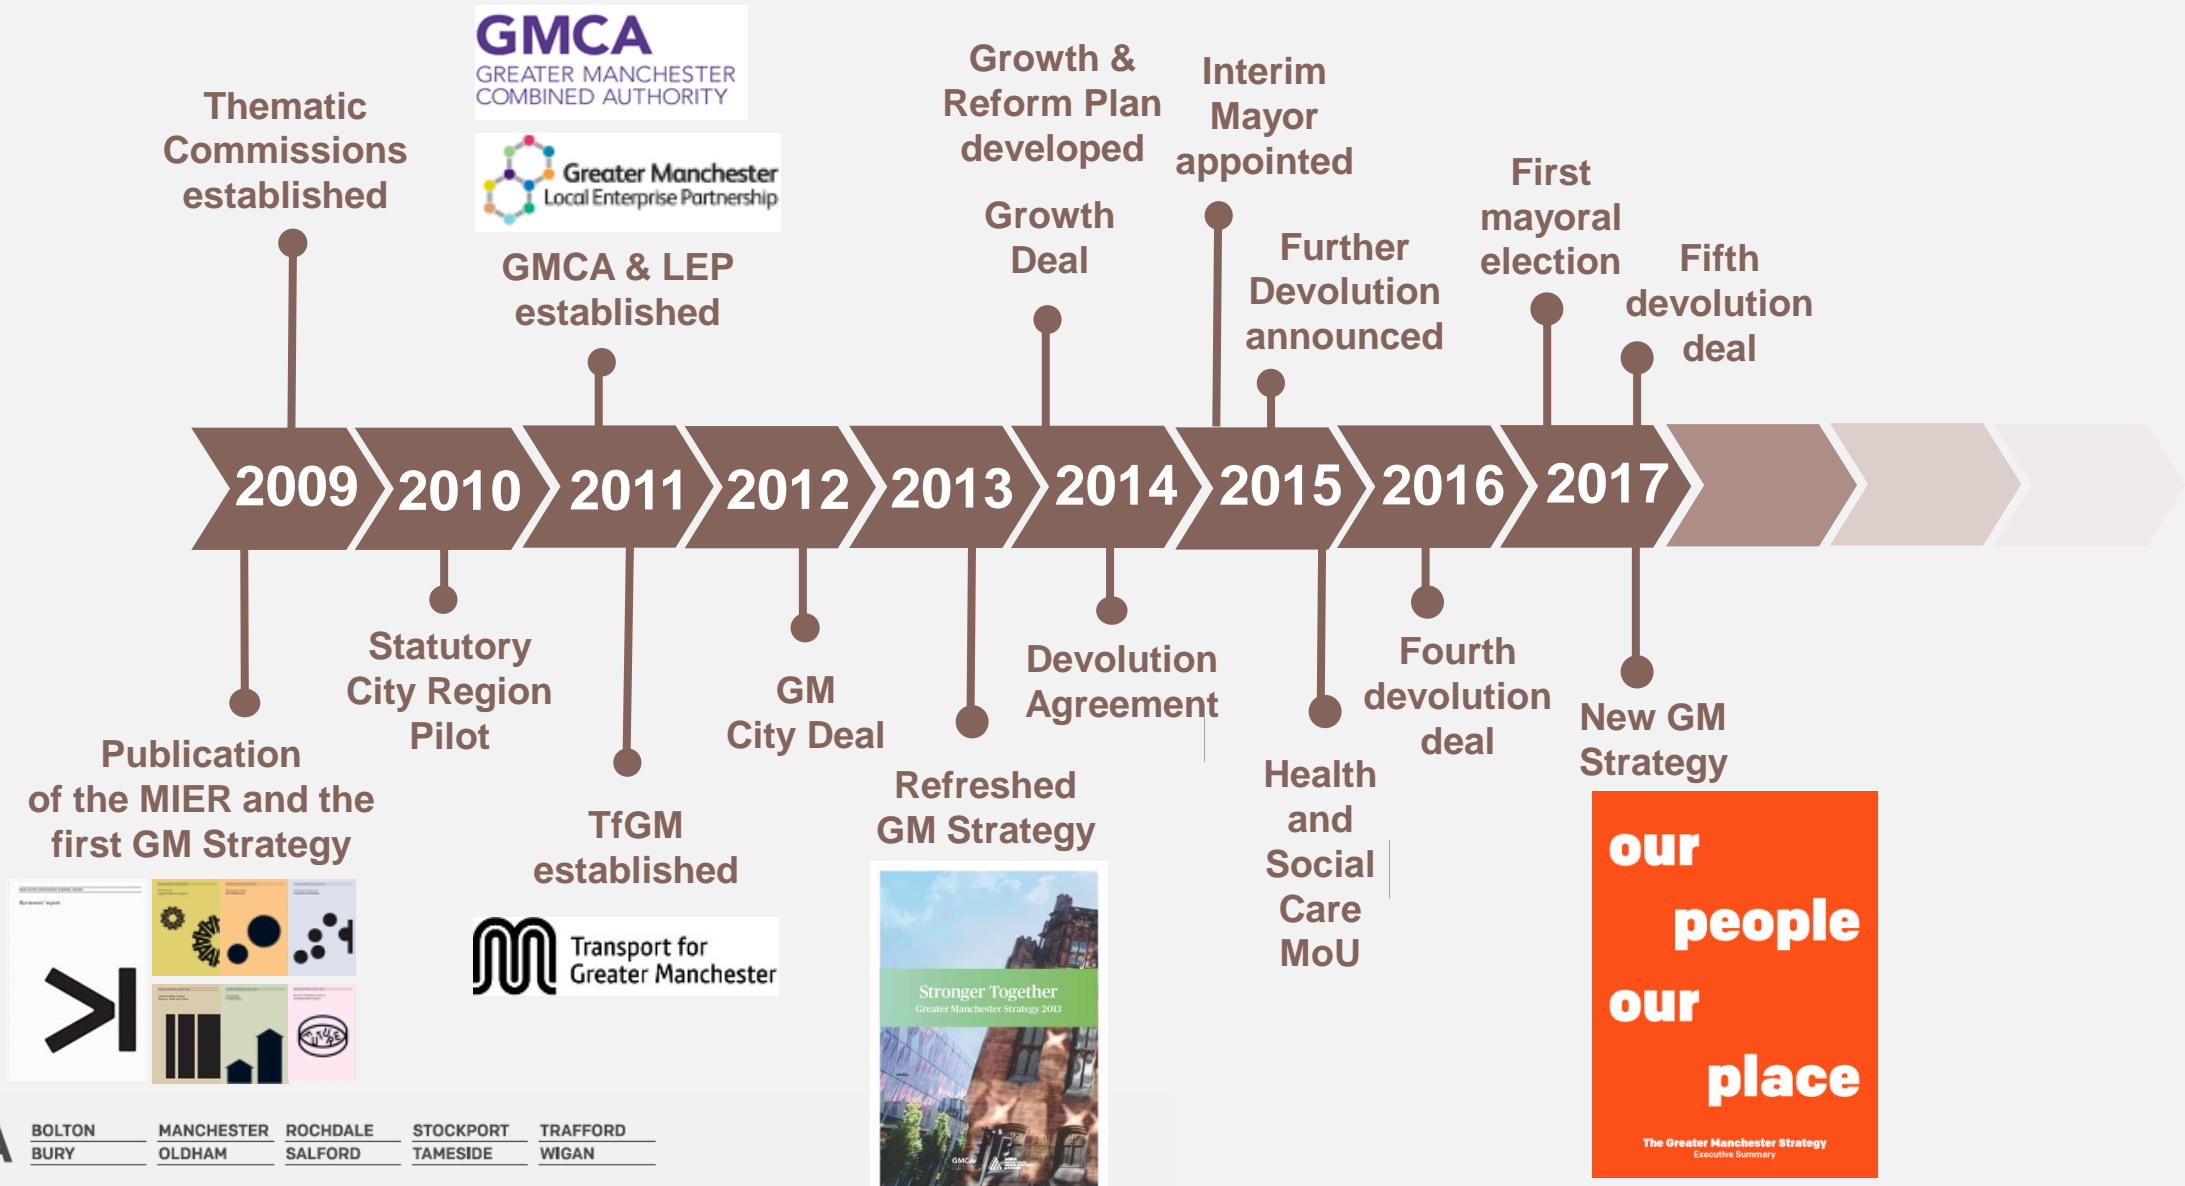 GMCA
GREATER MANCHESTER
COMBINED AUTHORITY
Greater Manchester
Local Enterprise Partnership
Thematic
Commissions
established
GMCA & LEP
established
Growth &
Reform Plan
developed
Growth
Deal
Interim
Mayor
appointed
Further
Devolution
announced
First
mayoral
election
Fifth
devolution
deal
2009
2010
2011
2012
2013
2014
2015
2016
2017
Publication
of the MIER and the
first GM Strategy
Statutory
City Region
Pilot
TfGM
established
Transport for
Greater Manchester
GM
City Deal
Refreshed
GM Strategy
Stronger Together
Greater Manchester Strategy 2013
GMCA
Devolution
Agreement
Health
and
Social
Care
MoU
Fourth
devolution
deal
New GM
Strategy
our
people
our
place
The Greater Manchester Strategy
Executive Summary
Reviewers' report
FUTURE
BOLTON MANCHESTER ROCHDALE STOCKPORT TRAFFORD
BURY OLDHAM SALFORD TAMESIDE WIGAN